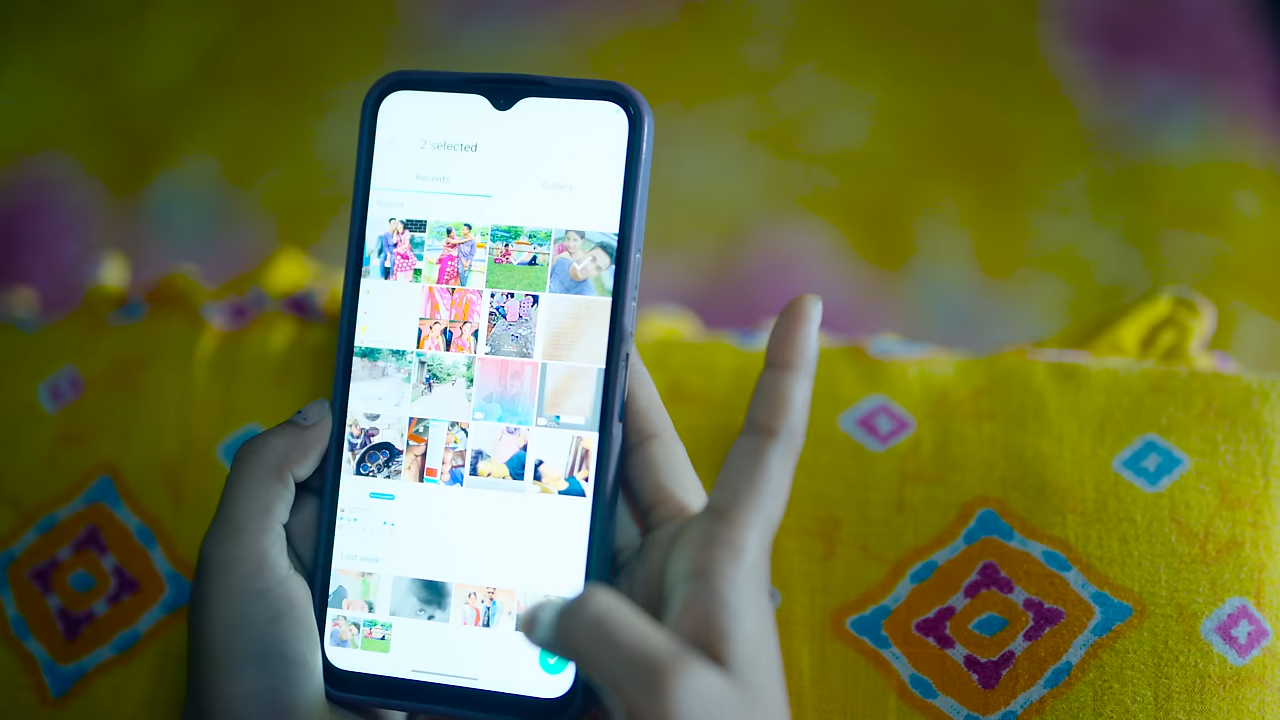 2 selected
Recents
Gallery
Recent
Last week